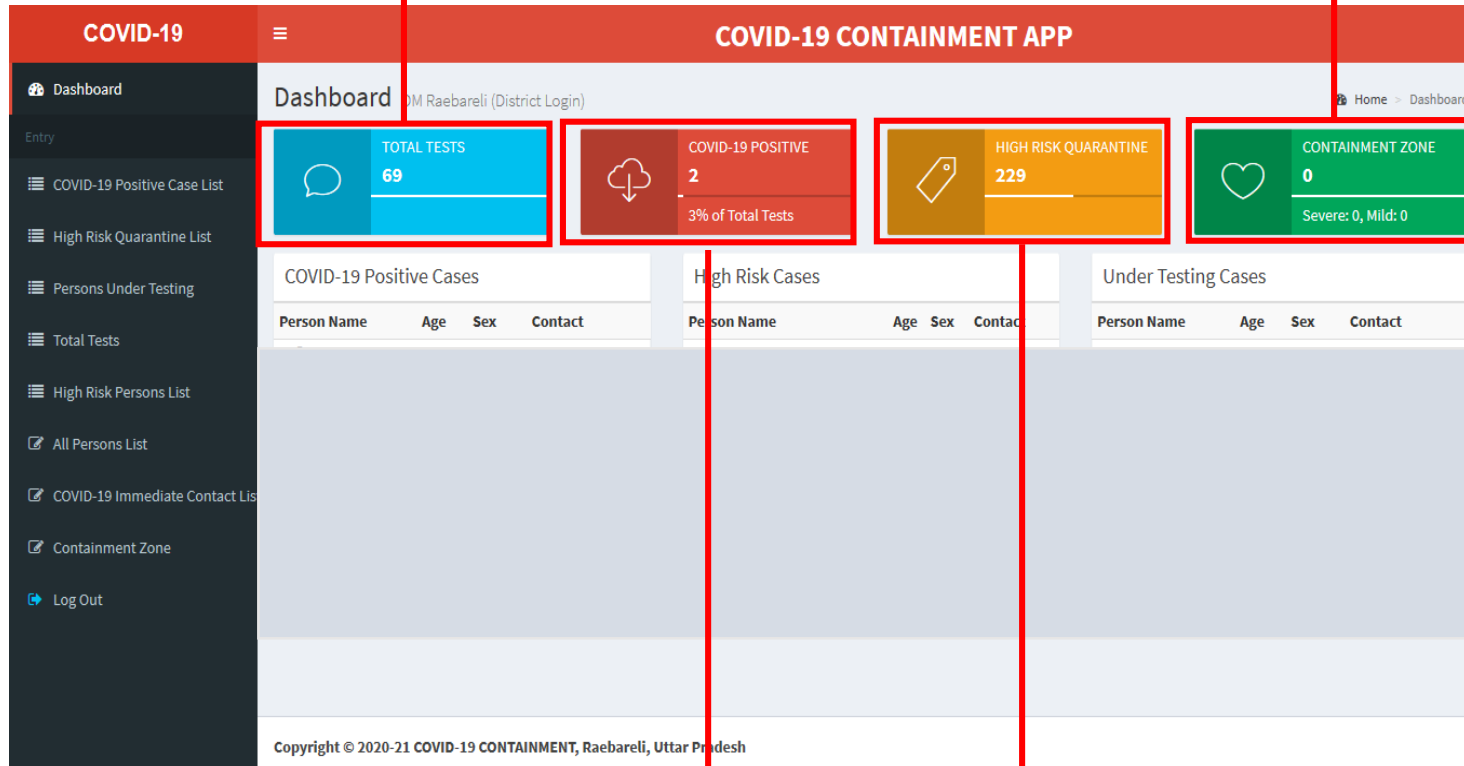 COVID-19
COVID-19 CONTAINMENT APP
Dashboard
Entry
COVID-19 Positive Case List
High Risk Quarantine List
Persons Under Testing
Total Tests
High Risk Persons List
All Persons List
COVID-19 Immediate Contact Lis
Containment Zone
Log Out
Dashboard DM Raebareli (District Login)
Home > Dashboard
TOTAL TESTS
69
COVID-19 POSITIVE
2
3% of Total Tests
HIGH RISK QUARANTINE
229
CONTAINMENT ZONE
0
Severe: 0, Mild: 0
COVID-19 Positive Cases
Person Name Age Sex Contact
High Risk Cases
Person Name Age Sex Contact
Under Testing Cases
Person Name Age Sex Contact
Copyright © 2020-21 COVID-19 CONTAINMENT, Raebareli, Uttar Pradesh